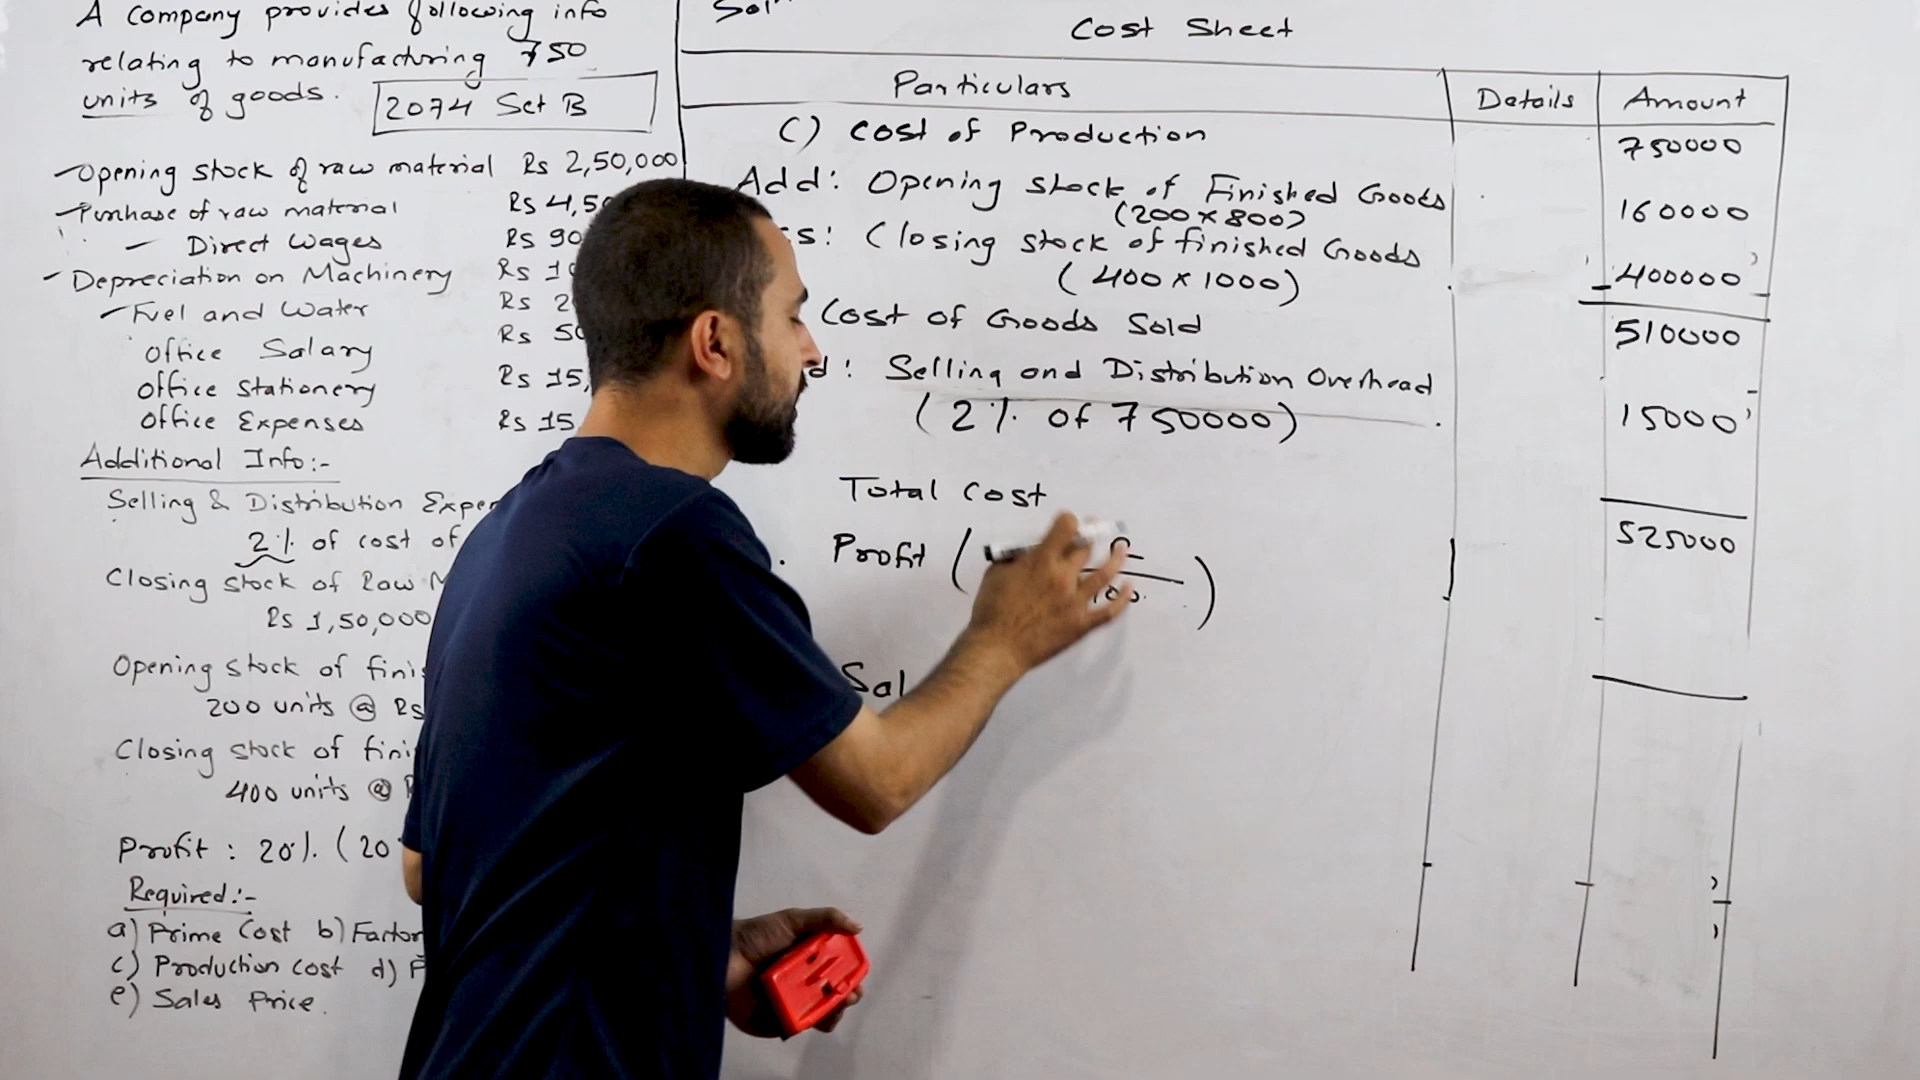 A Company provides following info
relating to manufacturing 750
units of goods.
2074 Set B
Opening stock of raw material Rs 2,50,000
Purchase of raw material Rs 4,5
Direct Wages Rs 90
Depreciation on Machinery Rs 1
Fuel and Water Rs 2
Office Salary Rs 50
Office Stationery Rs 15,
Office Expenses Rs 15,
Additional Info:-
Selling & Distribution Expen
2% of cost of
Closing stock of Raw M
Rs 1,50,000
Opening stock of fini
200 units @ Rs
Closing stock of fini
400 units @
Profit : 20%. (20
Required:-
a) Prime Cost b) Factor
c) Production cost d)
e) Sales Price.
Sol
Cost Sheet
Particulars Details Amount
C) Cost of Production 750000
Add: Opening stock of Finished Goods 160000
(200 x 800)
s: Closing stock of finished Goods 400000
(400 x 1000)
Cost of Goods Sold 510000
d: Selling and Distribution Overhead
(2% of 750000) 15000
Total Cost 525000
Profit (
100
)
Sal